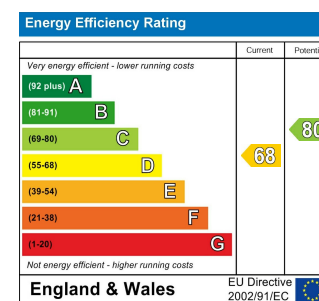 Energy Efficiency Rating
Current Potenti
Very energy efficient - lower running costs
(92 plus) A
(81-91) B
(69-80) C
(55-68) D
(39-54) E
(21-38) F
(1-20) G
68
80
Not energy efficient - higher running costs
England & Wales
EU Directive
2002/91/EC